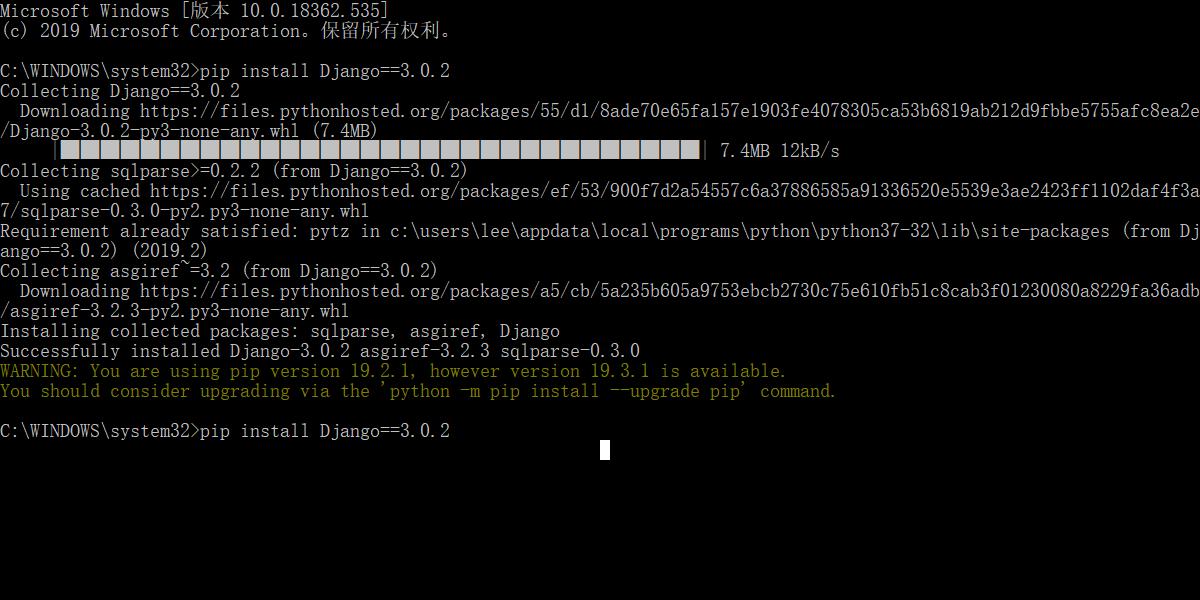 Microsoft Windows [版本 10.0.18362.535]
(c) 2019 Microsoft Corporation。保留所有权利。
C:\WINDOWS\system32>pip install Django==3.0.2
Collecting Django==3.0.2
  Downloading https://files.pythonhosted.org/packages/55/d1/8ade70e65fa157e1903fe4078305ca53b6819ab212d9fbbe5755afc8ea2e
/Django-3.0.2-py3-none-any.whl (7.4MB)
7.4MB 12kB/s
Collecting sqlparse>=0.2.2 (from Django==3.0.2)
  Using cached https://files.pythonhosted.org/packages/ef/53/900f7d2a54557c6a37886585a91336520e5539e3ae2423ff1102daf4f3a
7/sqlparse-0.3.0-py2.py3-none-any.whl
Requirement already satisfied: pytz in c:\users\lee\appdata\local\programs\python\python37-32\lib\site-packages (from Dj
ango==3.0.2) (2019.2)
Collecting asgiref~=3.2 (from Django==3.0.2)
  Downloading https://files.pythonhosted.org/packages/a5/cb/5a235b605a9753ebcb2730c75e610fb51c8cab3f01230080a8229fa36adb
/asgiref-3.2.3-py2.py3-none-any.whl
Installing collected packages: sqlparse, asgiref, Django
Successfully installed Django-3.0.2 asgiref-3.2.3 sqlparse-0.3.0
WARNING: You are using pip version 19.2.1, however version 19.3.1 is available.
You should consider upgrading via the 'python -m pip install --upgrade pip' command.
C:\WINDOWS\system32>pip install Django==3.0.2